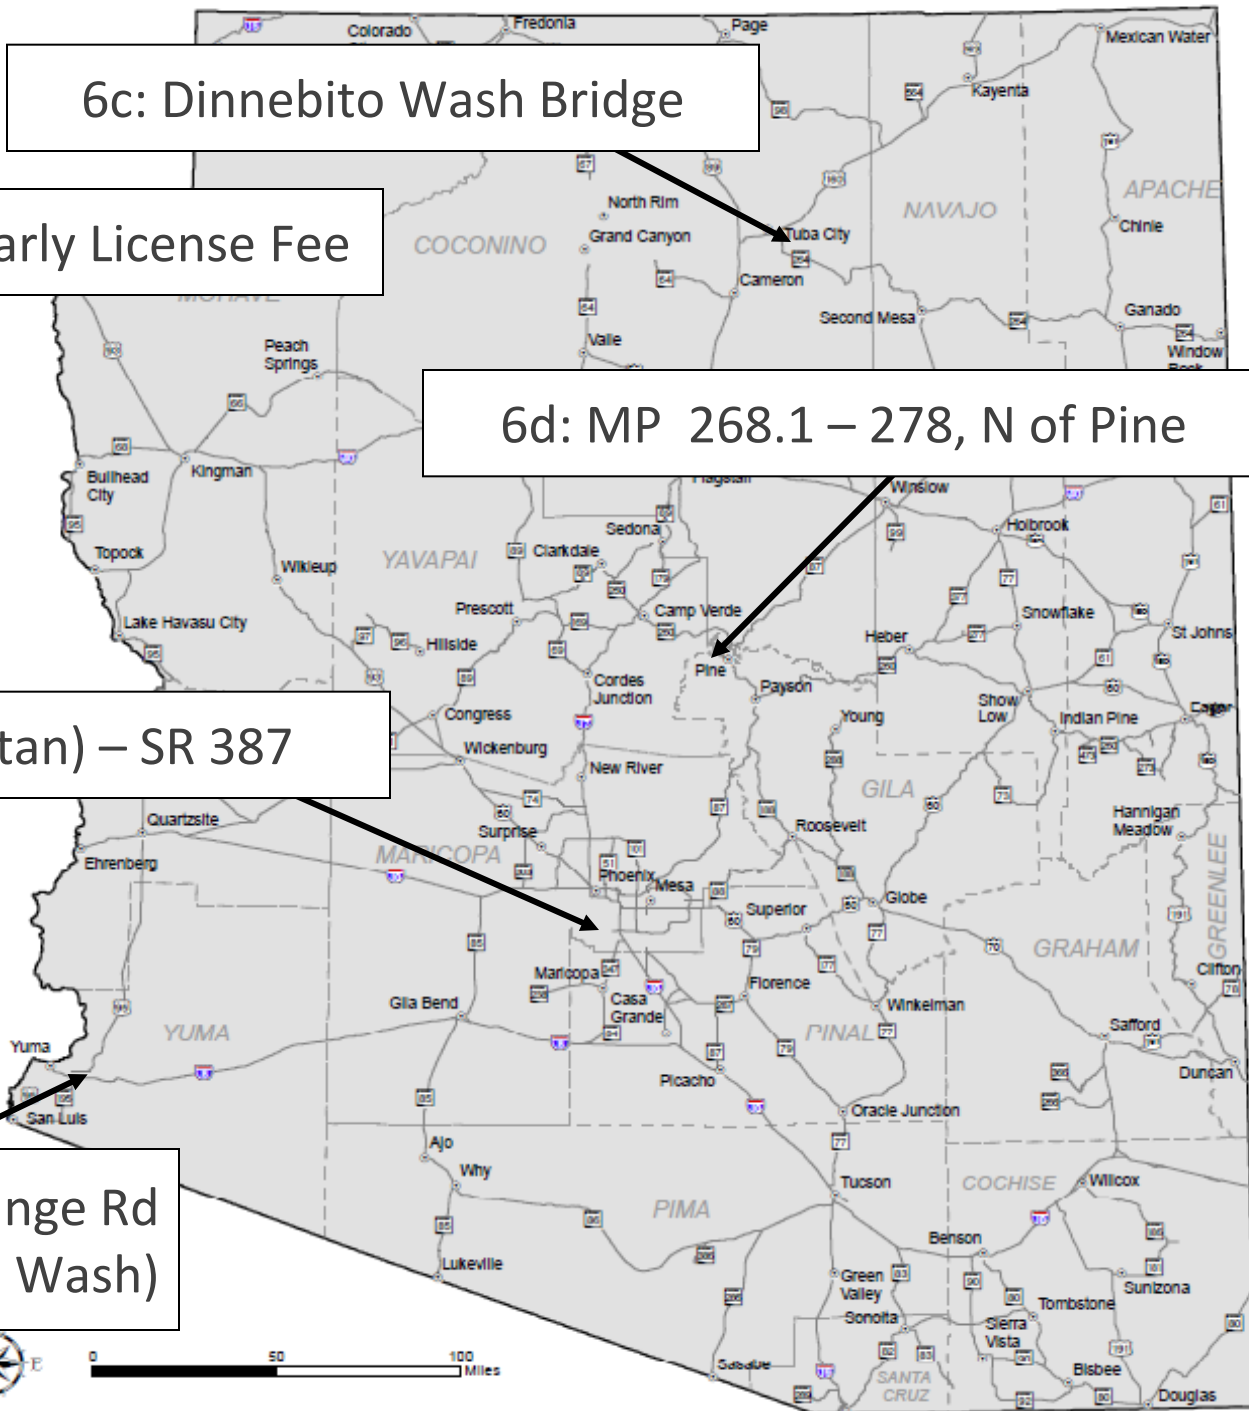 Colorado
Fredonia
Page
Mexican Water
6c: Dinnebito Wash Bridge
Kayenta
North Rim
Grand Canyon
COCONINO
NAVAJO
APACHE
Tuba City
Chinle
arly License Fee
Cameron
Second Mesa
Ganado
Valle
Window
Peach
Springs
6d: MP 268.1 – 278, N of Pine
Kingman
Bullhead
City
Winslow
Holbrook
Sedona
Clarkdale
Topock
Wikieup
YAVAPAI
Prescott
Camp Verde
Snowflake
Lake Havasu City
Hillside
Heber
St Johns
Pine
Cordes
Junction
Payson
Show
Low
Congress
Young
Indian Pine
tan) – SR 387
Wickenburg
New River
GILA
Quartzsite
Surprise
Roosevelt
Hannigan
Meadow
Ehrenberg
MARICOPA
Phoenix
Mesa
Superior
Globe
GREENLEE
GRAHAM
Maricopa
Florence
Clifton
Gila Bend
Casa
Grande
Winkelman
YUMA
PINAL
Safford
Yuma
Picacho
Duncan
San Luis
Oracle Junction
Ajo
Why
Tucson
COCHISE
Willcox
nge Rd
PIMA
Wash)
Benson
Lukeville
Green
Valley
Sunizona
Tombstone
Sonoita
Sierra
Vista
E
0 50 100
Miles
Sasabe
SANTA
CRUZ
Bisbee
Douglas